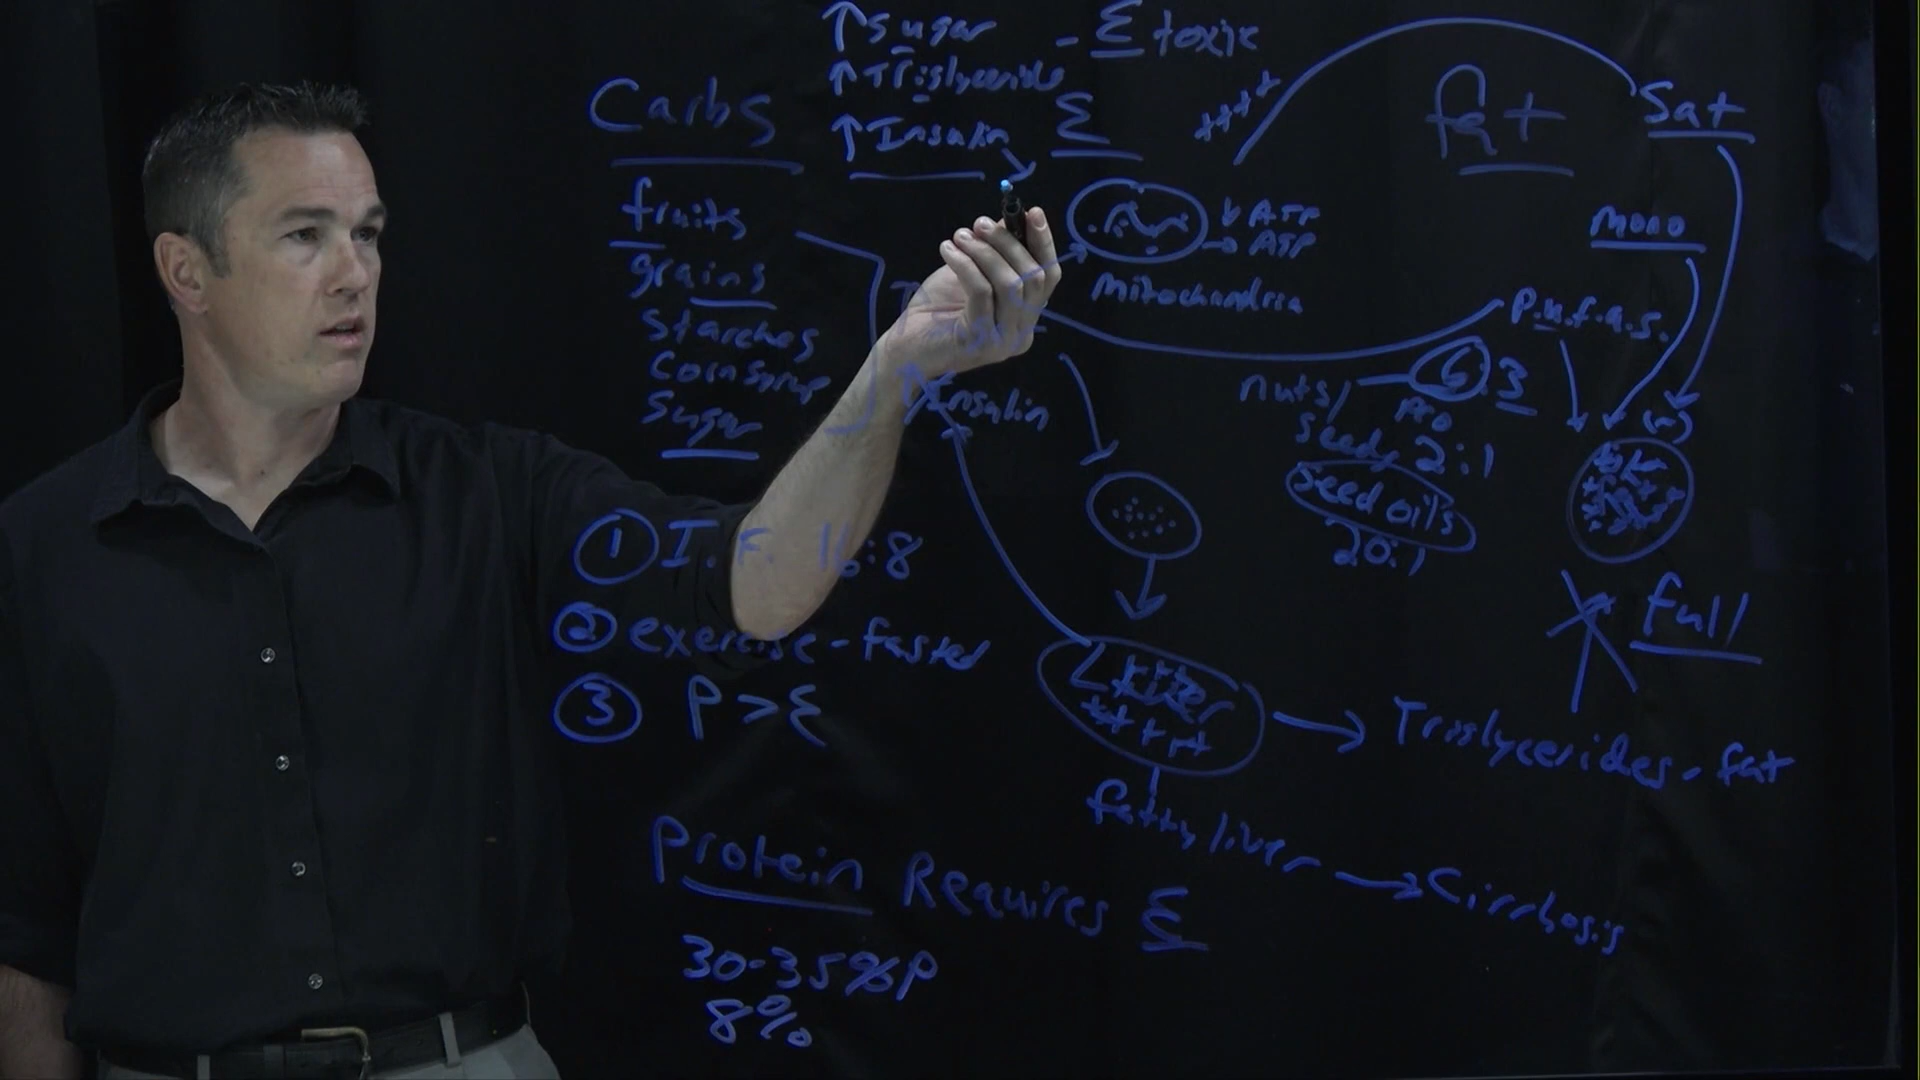 ↑ Sugar - Σ toxic
↑ Triglyceride
↑ Insulin Σ
Carbs
fruits
grains
Starches
Corn Syrup
Sugar
Insulin
++++
fat
Sat
mono
P.u.f.a.s.
↓ ATP
→ ATP
Mitochondria
6:3
nuts/
seeds
pro
2:1
Seed oils
20:1
(-)
full
① I.F. 16:8
② exercise - fasted
③ P > Σ
Liver
→ Triglycerides - fat
fatty liver → Cirrhosis
Protein Requires Σ
30-35% P
8%